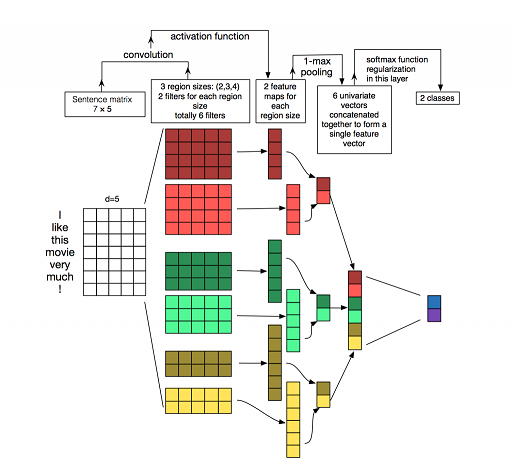 activation function
convolution
1-max
pooling
softmax function
regularization
in this layer
Sentence matrix
7 × 5
3 region sizes: (2,3,4)
2 filters for each region
size
totally 6 filters
2 feature
maps for
each
region size
6 univariate
vectors
concatenated
together to form a
single feature
vector
2 classes
d=5
I
like
this
movie
very
much
!